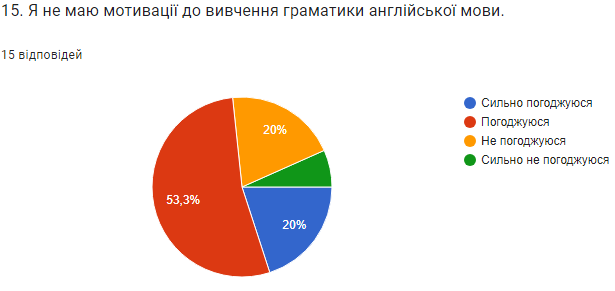 15. Я не маю мотивації до вивчення граматики англійської мови.
15 відповідей
20%
53,3%
20%
Сильно погоджуюся
Погоджуюся
Не погоджуюся
Сильно не погоджуюся